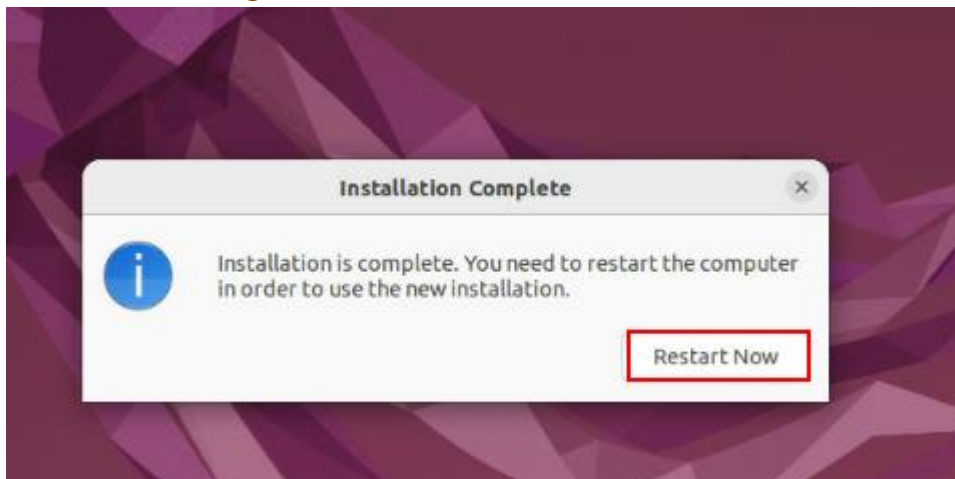 Installation Complete
Installation is complete. You need to restart the computer
in order to use the new installation.
Restart Now